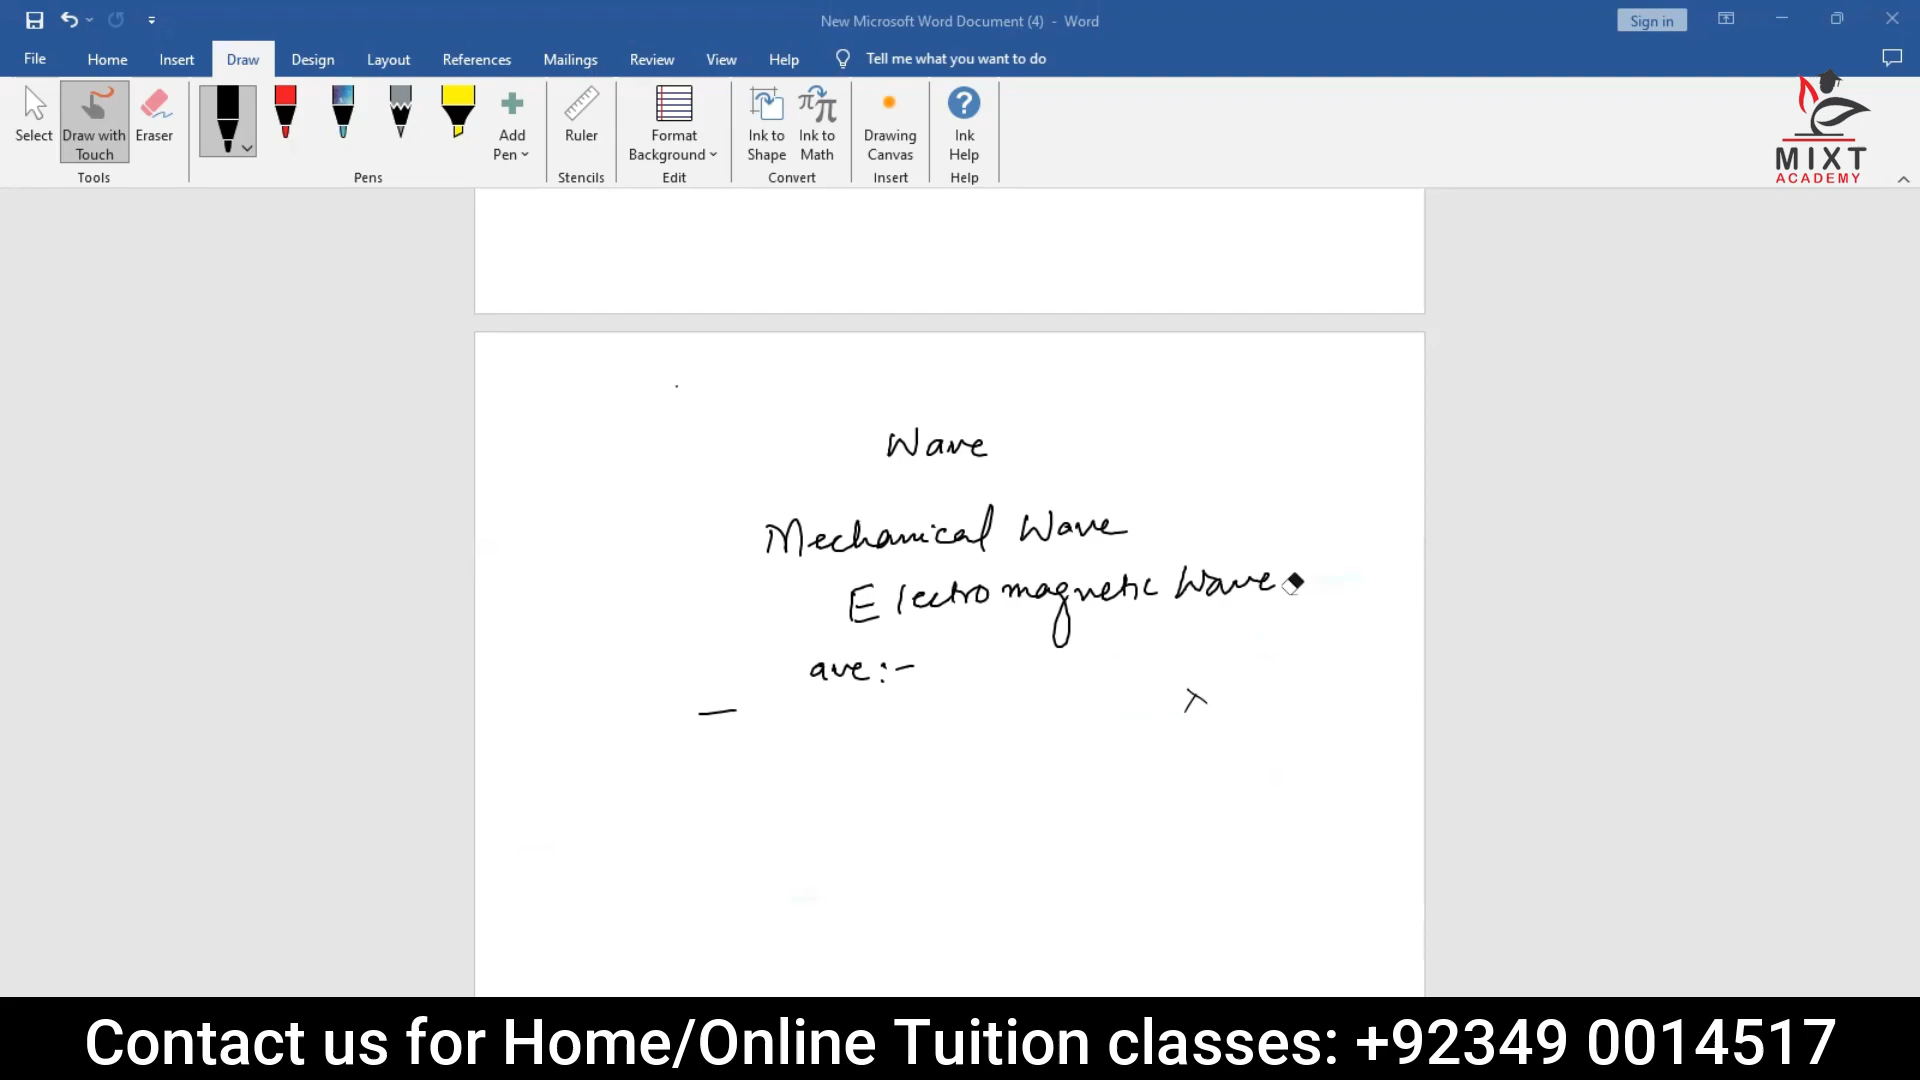 New Microsoft Word Document (4) - Word
Sign in
File Home Insert Draw Design Layout References Mailings Review View Help Tell me what you want to do
Select Draw with Touch Eraser Add Pen Ruler Format Background Ink to Shape Ink to Math Drawing Canvas Ink Help
Tools Pens Stencils Edit Convert Insert Help
MIXT
ACADEMY
Wave
Mechanical Wave
Electromagnetic Wave
ave:-
Contact us for Home/Online Tuition classes: +92349 0014517